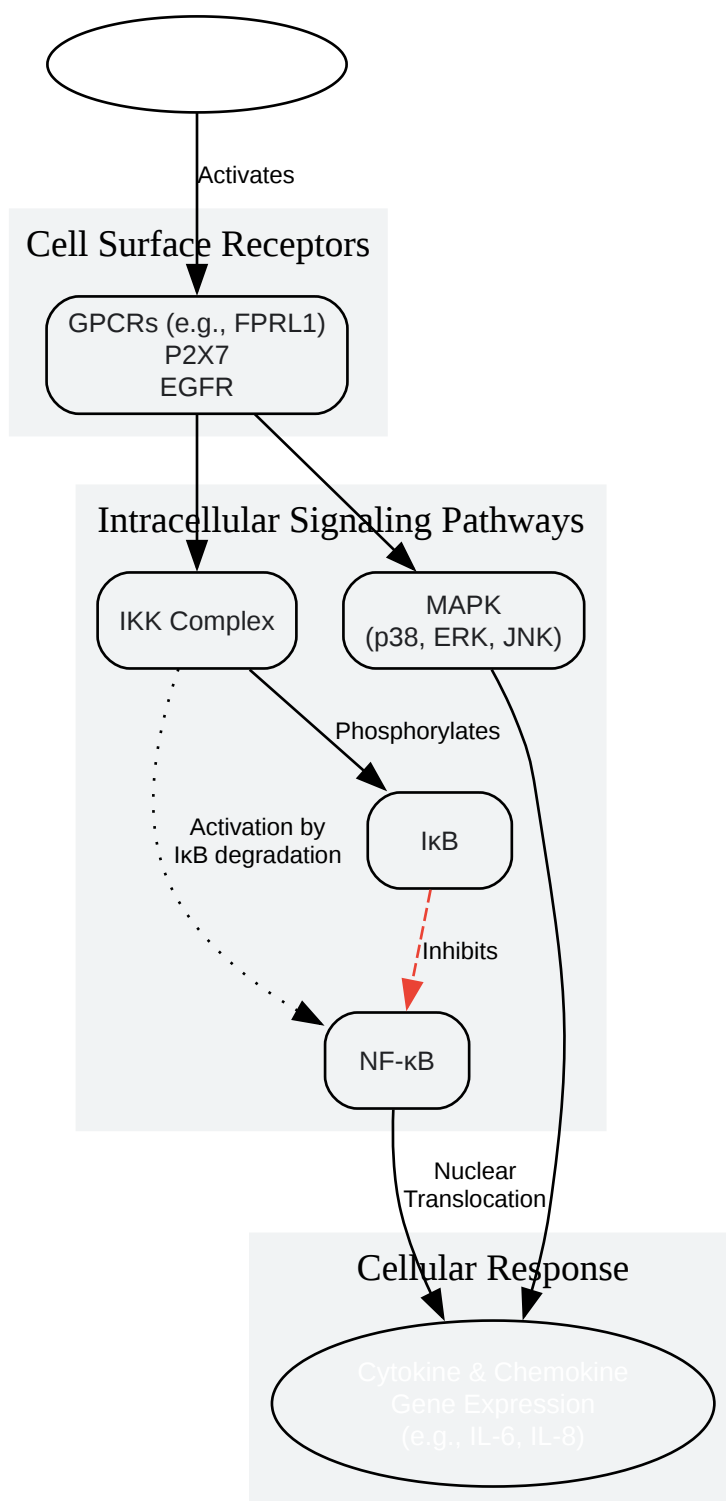 Activates
Cell Surface Receptors
GPCRs (e.g., FPRL1)
P2X7
EGFR
Intracellular Signaling Pathways
IKK Complex
MAPK
(p38, ERK, JNK)
Phosphorylates
Activation by
IκB degradation
IκB
Inhibits
NF-κB
Nuclear
Translocation
Cellular Response
Cytokine & Chemokine
Gene Expression
(e.g., IL-6, IL-8)